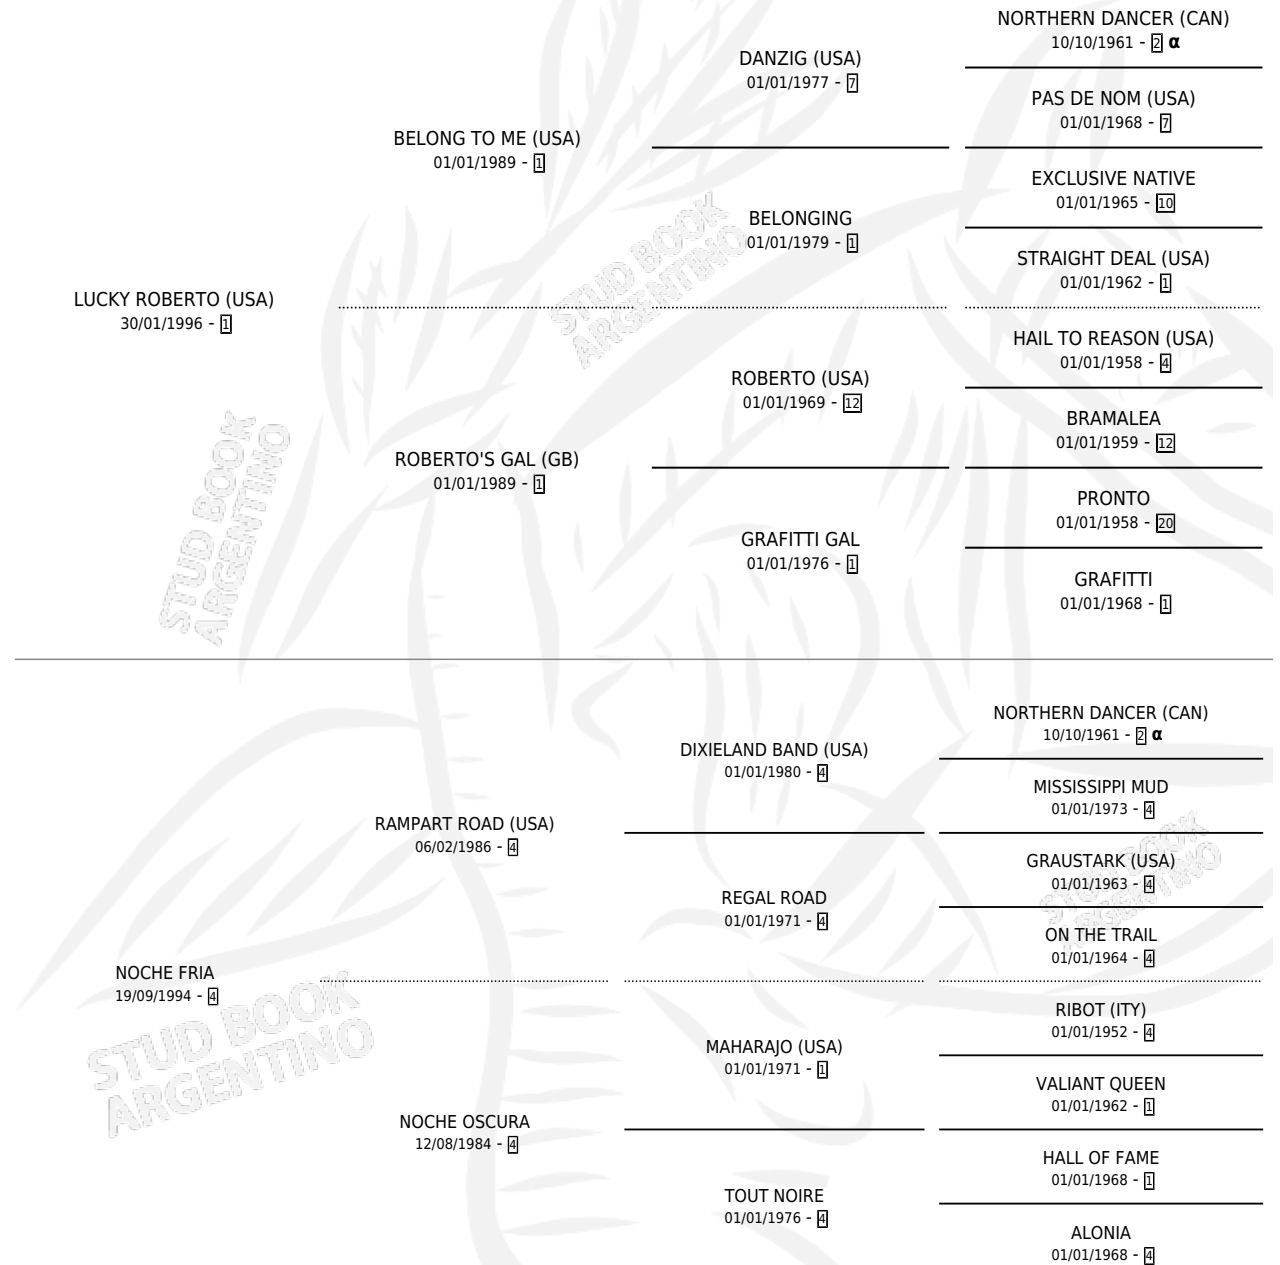 NORTHERN DANCER (CAN)
10/10/1961 - 2 α
DANZIG (USA)
01/01/1977 - 7
PAS DE NOM (USA)
01/01/1968 - 7
BELONG TO ME (USA)
01/01/1989 - 1
EXCLUSIVE NATIVE
01/01/1965 - 10
BELONGING
01/01/1979 - 1
STRAIGHT DEAL (USA)
01/01/1962 - 1
LUCKY ROBERTO (USA)
30/01/1996 - 1
HAIL TO REASON (USA)
01/01/1958 - 4
ROBERTO (USA)
01/01/1969 - 12
BRAMALEA
01/01/1959 - 12
ROBERTO'S GAL (GB)
01/01/1989 - 1
PRONTO
01/01/1958 - 20
GRAFITTI GAL
01/01/1976 - 1
GRAFITTI
01/01/1968 - 1
NORTHERN DANCER (CAN)
10/10/1961 - 2 α
DIXIELAND BAND (USA)
01/01/1980 - 4
MISSISSIPPI MUD
01/01/1973 - 4
RAMPART ROAD (USA)
06/02/1986 - 4
GRAUSTARK (USA)
01/01/1963 - 4
REGAL ROAD
01/01/1971 - 4
ON THE TRAIL
01/01/1964 - 4
NOCHE FRIA
19/09/1994 - 4
RIBOT (ITY)
01/01/1952 - 4
MAHARAJO (USA)
01/01/1971 - 1
VALIANT QUEEN
01/01/1962 - 1
NOCHE OSCURA
12/08/1984 - 4
HALL OF FAME
01/01/1968 - 1
TOUT NOIRE
01/01/1976 - 4
ALONIA
01/01/1968 - 4
STUD BOOK
ARGENTINO
STUD BOOK
ARGENTINO
STUD BOOK
ARGENTINO
STUD BOOK
ARGENTINO